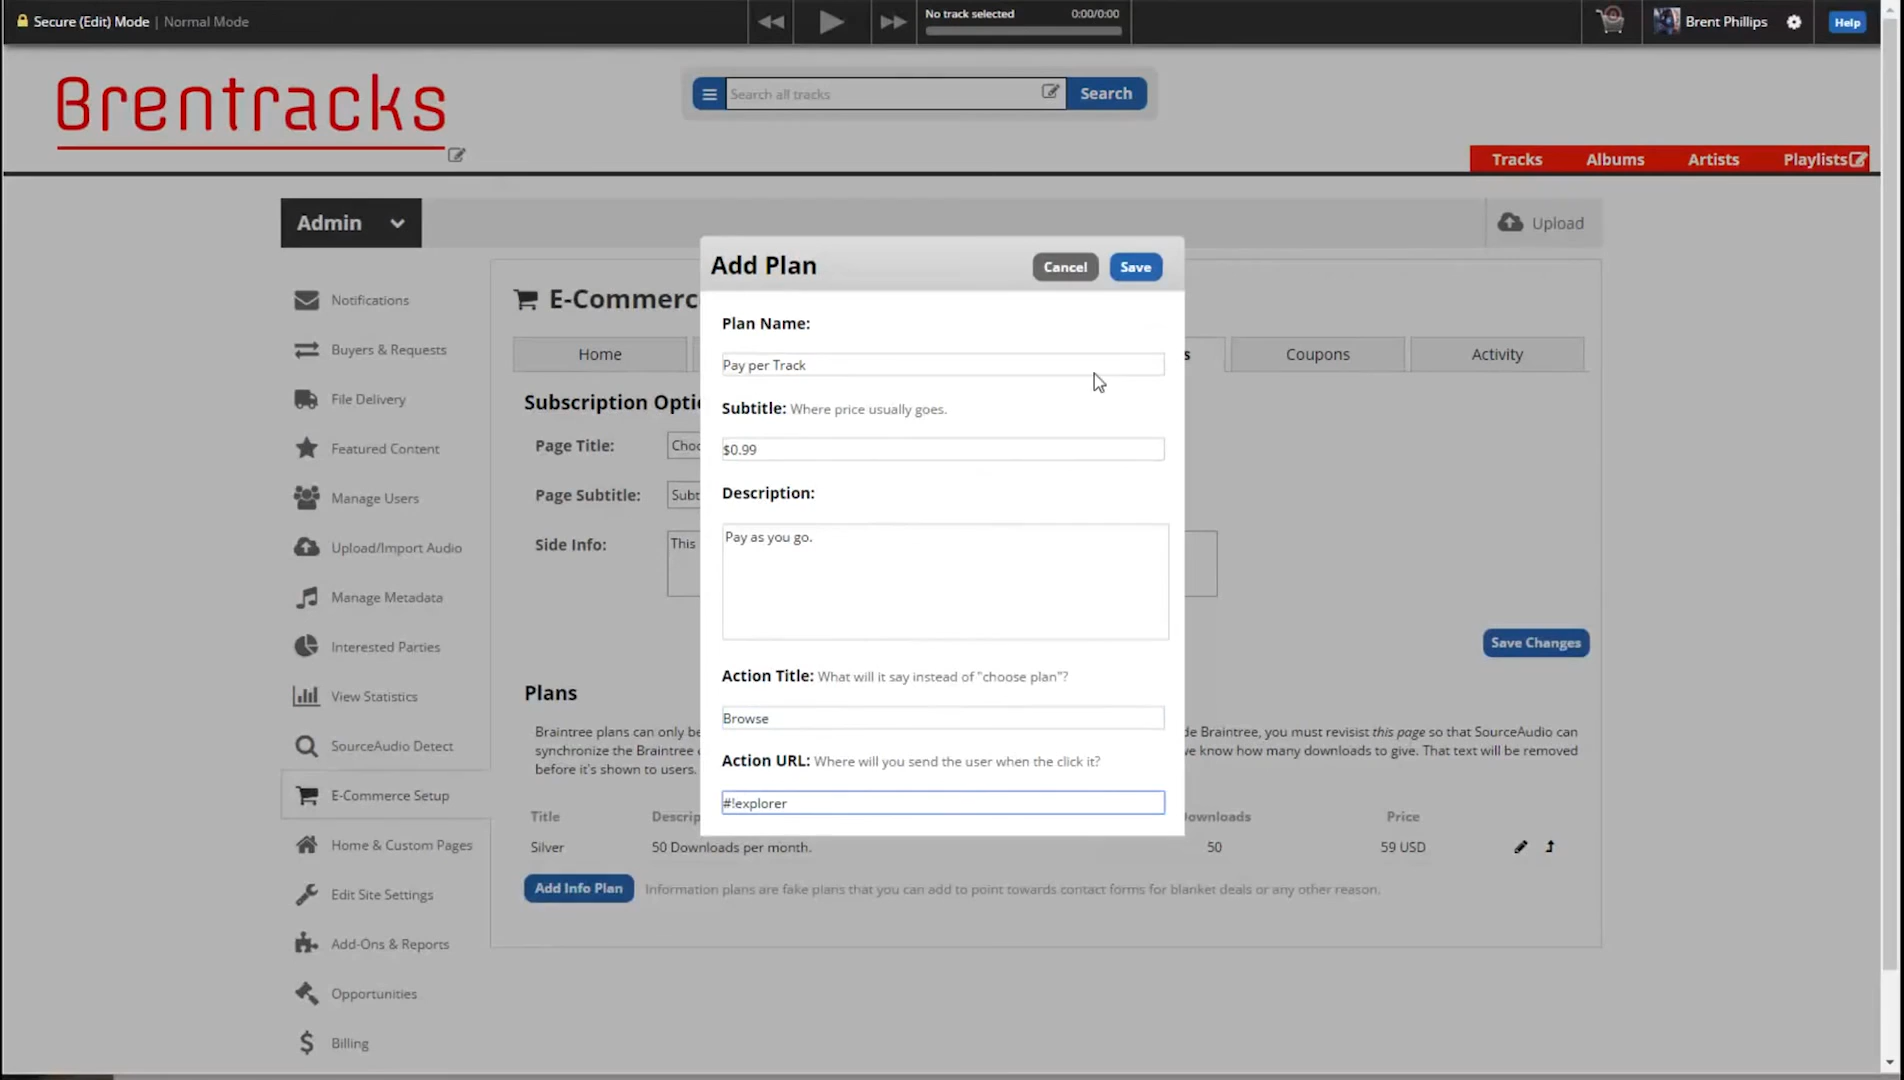 Secure (Edit) Mode | Normal Mode
No track selected 0:00/0:00
0
Brent Phillips
Help
Brentracks
Search all tracks
Search
Tracks Albums Artists Playlists
Admin
Upload
Notifications
Buyers & Requests
File Delivery
Featured Content
Manage Users
Upload/Import Audio
Manage Metadata
Interested Parties
View Statistics
SourceAudio Detect
E-Commerce Setup
Home & Custom Pages
Edit Site Settings
Add-Ons & Reports
Opportunities
Billing
E-Commerc
Home
s
Coupons
Activity
Subscription Opti
Page Title: Choo
Page Subtitle: Subt
Side Info: This
Save Changes
Plans
Braintree plans can only be
de Braintree, you must revisist this page so that SourceAudio can
synchronize the Braintree
we know how many downloads to give. That text will be removed
before it's shown to users.
Title Descrip ownloads Price
Silver 50 Downloads per month. 50 59 USD
Add Info Plan Information plans are fake plans that you can add to point towards contact forms for blanket deals or any other reason.
Add Plan
Cancel
Save
Plan Name:
Pay per Track
Subtitle: Where price usually goes.
$0.99
Description:
Pay as you go.
Action Title: What will it say instead of "choose plan"?
Browse
Action URL: Where will you send the user when the click it?
#!explorer